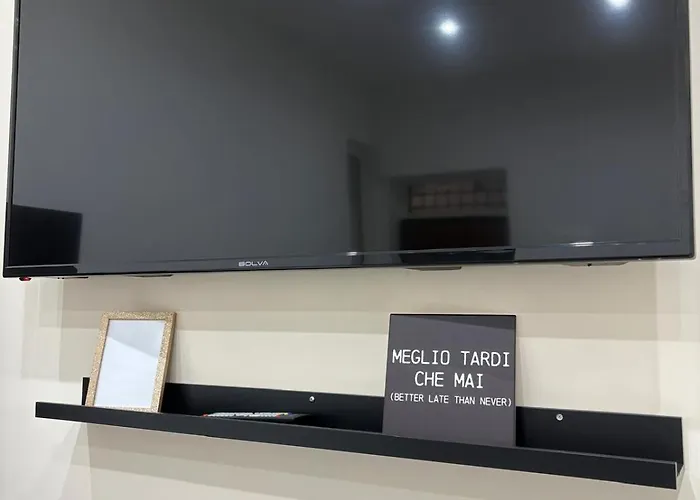 BOLVA
MEGLIO TARDI
CHE MAI
(BETTER LATE THAN NEVER)